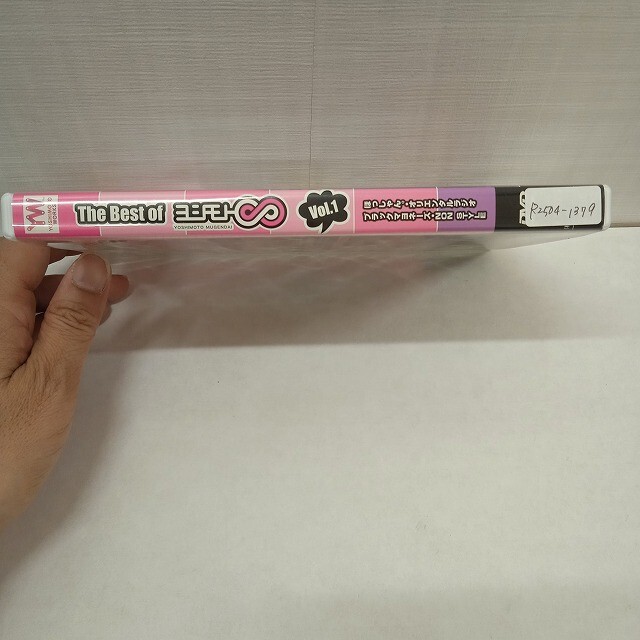 YOSHIMOTO WORKS
The Best of
ヨシモト∞
YOSHIMOTO MUGENDAI
Vol.1
ほっしゃん。・オリエンタルラジオ
ブラックマヨネーズ・NON STYLE
R2504-1379